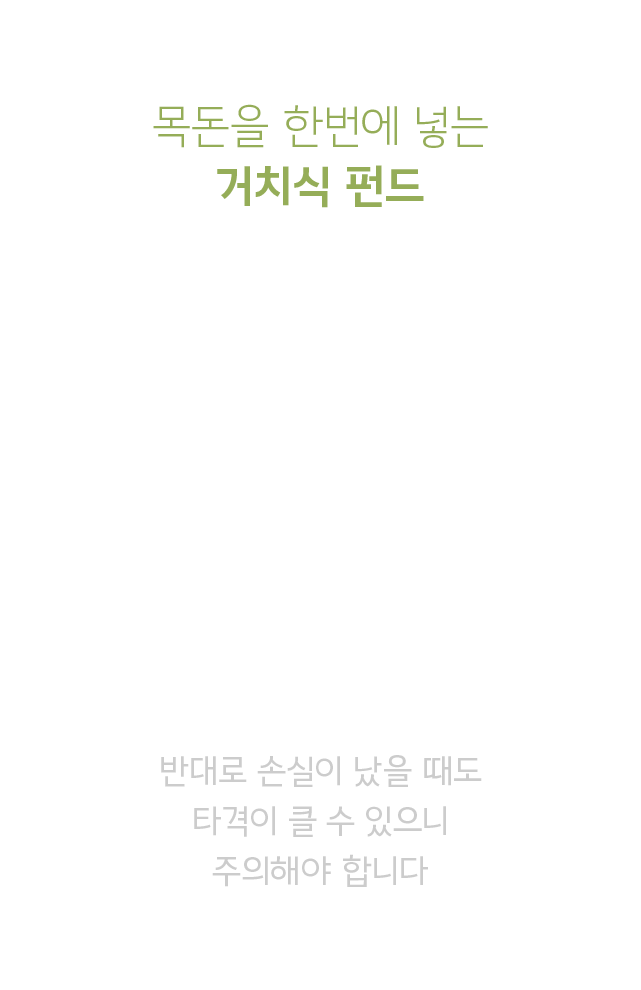 목돈을 한번에 넣는
거치식 펀드
반대로 손실이 났을 때도
타격이 클 수 있으니
주의해야 합니다